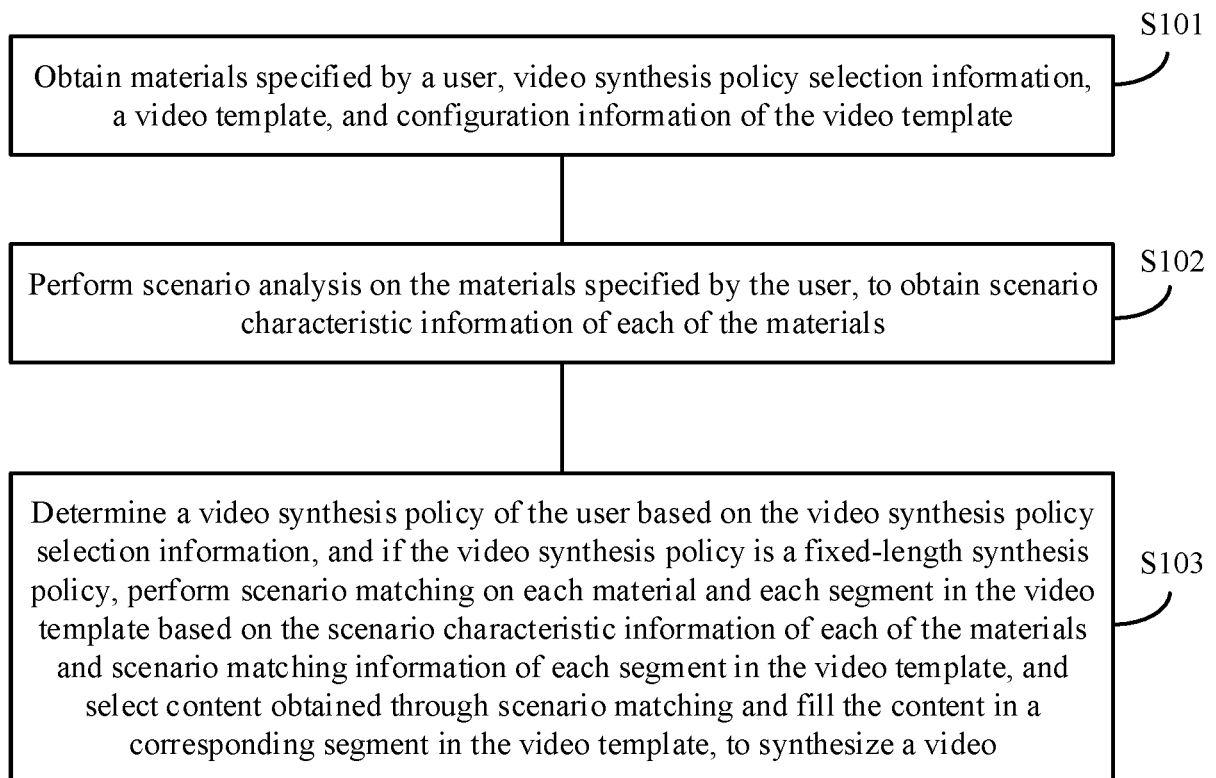 S101
Obtain materials specified by a user, video synthesis policy selection information,
a video template, and configuration information of the video template
S102
Perform scenario analysis on the materials specified by the user, to obtain scenario
characteristic information of each of the materials
S103
Determine a video synthesis policy of the user based on the video synthesis policy
selection information, and if the video synthesis policy is a fixed-length synthesis
policy, perform scenario matching on each material and each segment in the video
template based on the scenario characteristic information of each of the materials
and scenario matching information of each segment in the video template, and
select content obtained through scenario matching and fill the content in a
corresponding segment in the video template, to synthesize a video